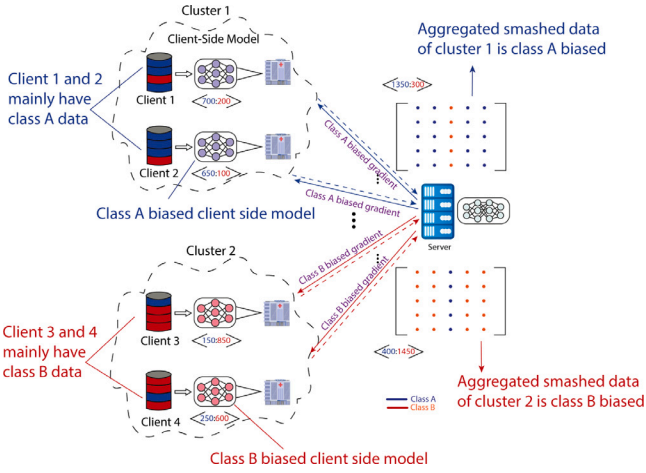 Cluster 1
Client-Side Model
Client 1 and 2
mainly have
class A data
Client 1
700:200
Client 2
650:100
Class A biased client side model
Aggregated smashed data
of cluster 1 is class A biased
1350:300
Class A biased gradient
Class A biased gradient
Server
Cluster 2
Class B biased gradient
Class B biased gradient
Client 3 and 4
mainly have
class B data
Client 3
150:850
Client 4
250:600
Class B biased client side model
400:1450
Class A
Class B
Aggregated smashed data
of cluster 2 is class B biased